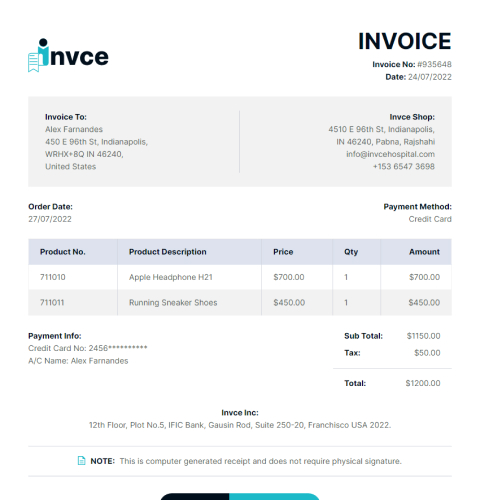 invce
INVOICE
Invoice No: #935648
Date: 24/07/2022
Invoice To:
Alex Farnandes
450 E 96th St, Indianapolis,
WRHX+8Q IN 46240,
United States
Invce Shop:
4510 E 96th St, Indianapolis,
IN 46240, Pabna, Rajshahi
info@invcehospital.com
+153 6547 3698
Order Date:
27/07/2022
Payment Method:
Credit Card
Product No. Product Description Price Qty Amount
711010 Apple Headphone H21 $700.00 1 $700.00
711011 Running Sneaker Shoes $450.00 1 $450.00
Payment Info:
Credit Card No: 2456**********
A/C Name: Alex Farnandes
Sub Total: $1150.00
Tax: $50.00
Total: $1200.00
Invce Inc:
12th Floor, Plot No.5, IFIC Bank, Gausin Rod, Suite 250-20, Franchisco USA 2022.
NOTE: This is computer generated receipt and does not require physical signature.